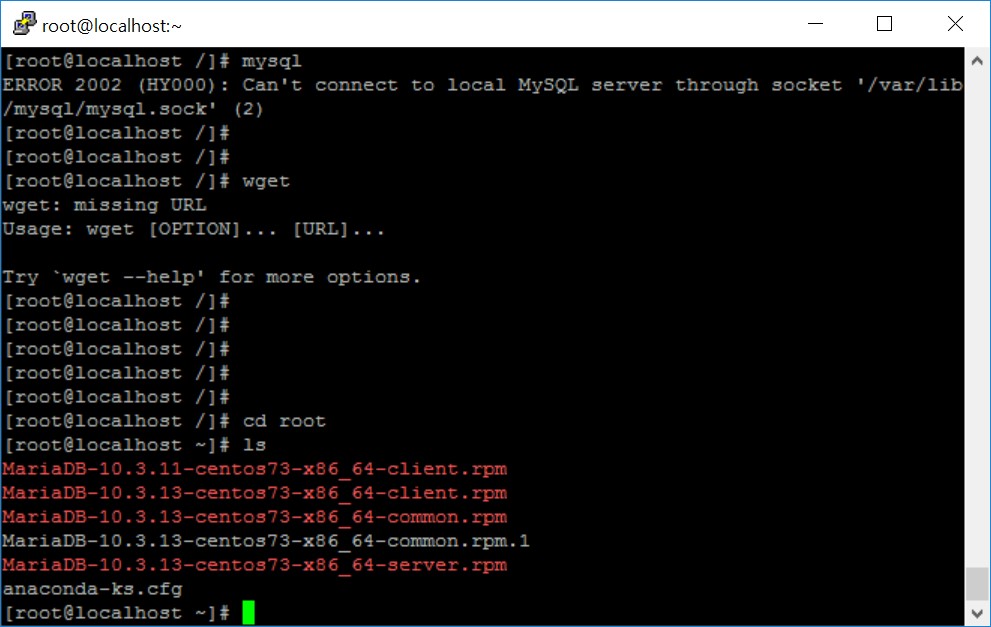 root@localhost:~
[root@localhost /]# mysql
ERROR 2002 (HY000): Can't connect to local MySQL server through socket '/var/lib
/mysql/mysql.sock' (2)
[root@localhost /]#
[root@localhost /]#
[root@localhost /]# wget
wget: missing URL
Usage: wget [OPTION]... [URL]...
Try `wget --help' for more options.
[root@localhost /]#
[root@localhost /]#
[root@localhost /]#
[root@localhost /]#
[root@localhost /]#
[root@localhost /]# cd root
[root@localhost ~]# ls
MariaDB-10.3.11-centos73-x86_64-client.rpm
MariaDB-10.3.13-centos73-x86_64-client.rpm
MariaDB-10.3.13-centos73-x86_64-common.rpm
MariaDB-10.3.13-centos73-x86_64-common.rpm.1
MariaDB-10.3.13-centos73-x86_64-server.rpm
anaconda-ks.cfg
[root@localhost ~]#